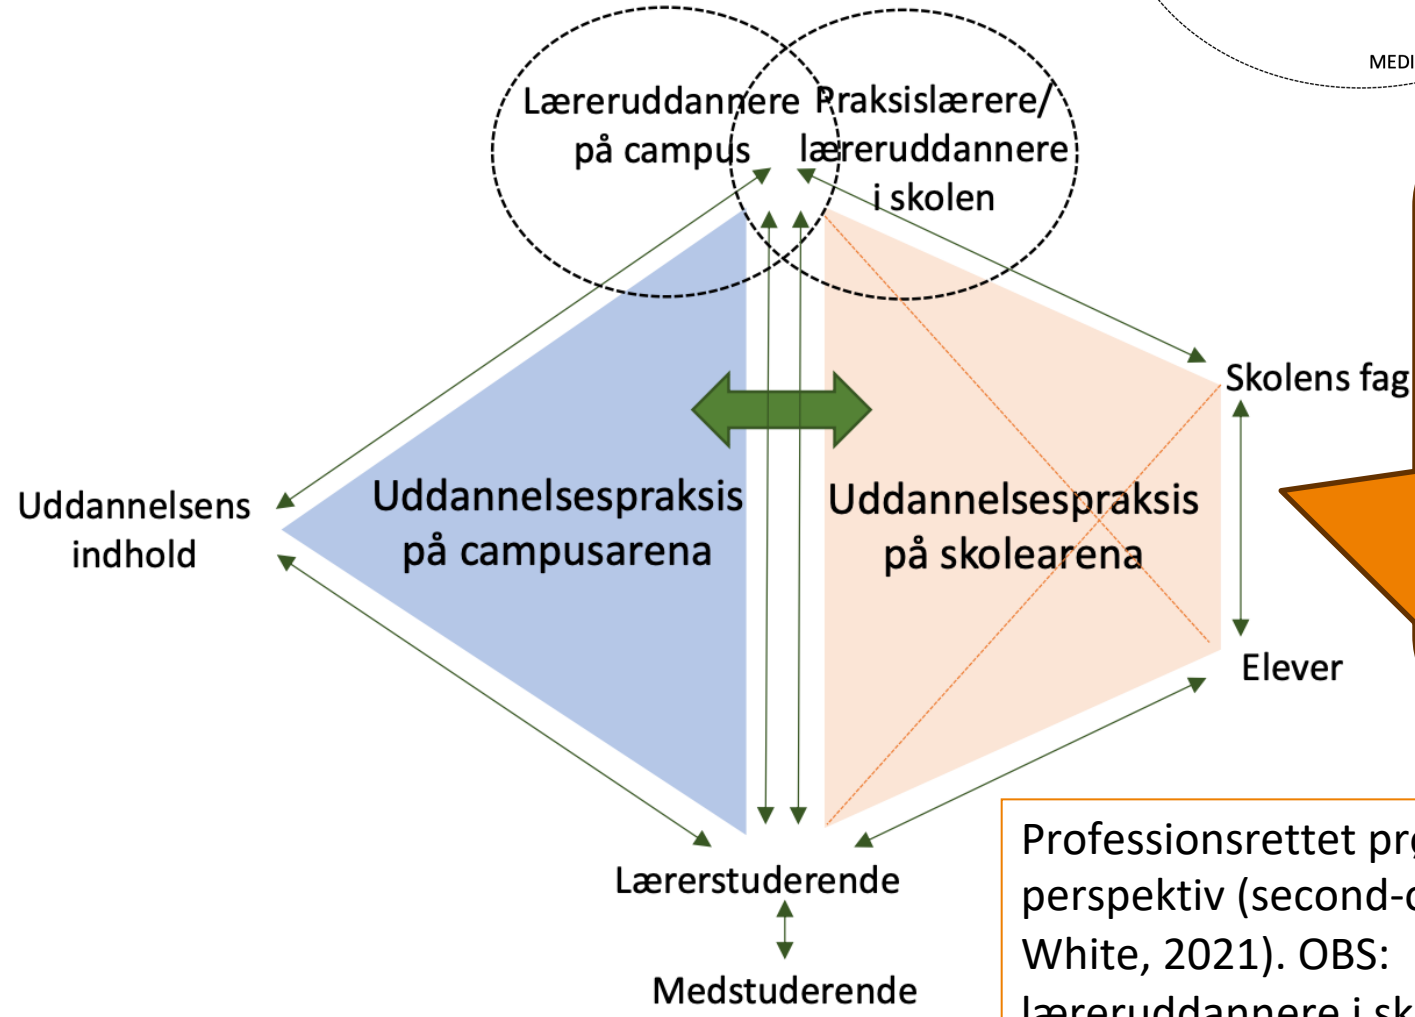 MEDI
Læreruddannere
på campus
Praksislærere/
læreruddannere
i skolen
Skolens fag
Uddannelsens
indhold
Uddannelsespraksis
på campusarena
Uddannelsespraksis
på skolearena
Elever
Lærerstuderende
Medstuderende
Professionsrettet
perspektiv (second-
White, 2021). OBS:
læreruddannere i